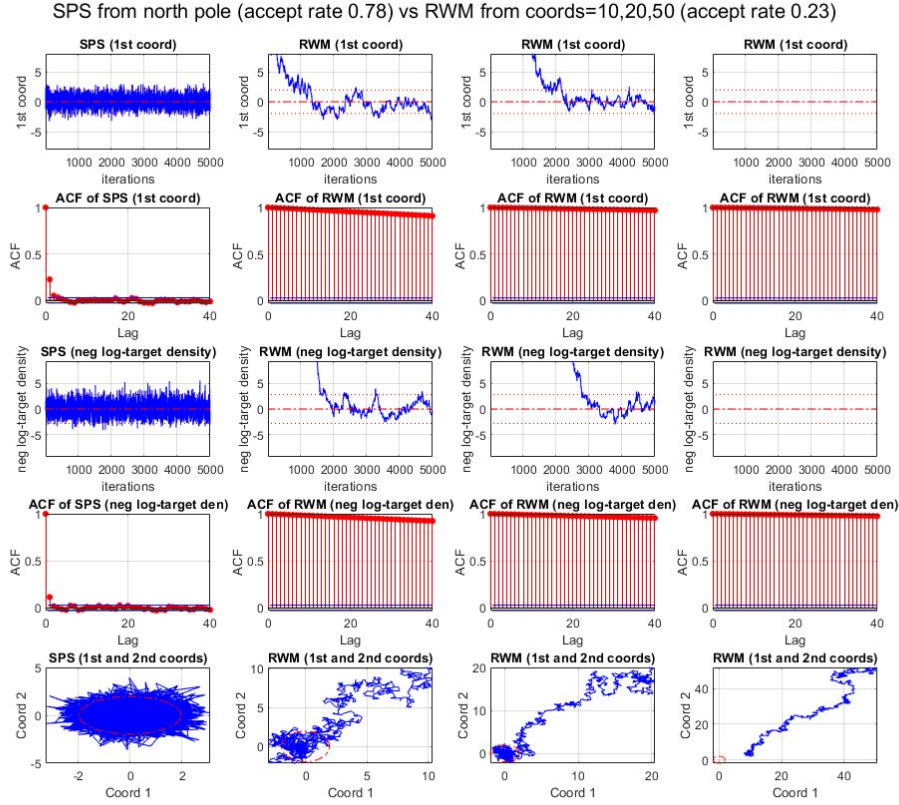 SPS from north pole (accept rate 0.78) vs RWM from coords=10,20,50 (accept rate 0.23)
SPS (1st coord)
RWM (1st coord)
RWM (1st coord)
RWM (1st coord)
1st coord
5
0
-5
1000 2000 3000 4000 5000
iterations
1st coord
5
0
-5
1000 2000 3000 4000 5000
iterations
1st coord
5
0
-5
1000 2000 3000 4000 5000
iterations
1st coord
5
0
-5
1000 2000 3000 4000 5000
iterations
ACF of SPS (1st coord)
ACF of RWM (1st coord)
ACF of RWM (1st coord)
ACF of RWM (1st coord)
ACF
1
0.5
0
0 20 40
Lag
ACF
1
0.5
0
0 20 40
Lag
ACF
1
0.5
0
0 20 40
Lag
ACF
1
0.5
0
0 20 40
Lag
SPS (neg log-target density)
RWM (neg log-target density)
RWM (neg log-target density)
RWM (neg log-target density)
neg log-target density
5
0
-5
1000 2000 3000 4000 5000
iterations
neg log-target density
5
0
-5
1000 2000 3000 4000 5000
iterations
neg log-target density
5
0
-5
1000 2000 3000 4000 5000
iterations
neg log-target density
5
0
-5
1000 2000 3000 4000 5000
iterations
ACF of SPS (neg log-target den)
ACF of RWM (neg log-target den)
ACF of RWM (neg log-target den)
ACF of RWM (neg log-target den)
ACF
1
0.5
0
0 20 40
Lag
ACF
1
0.5
0
0 20 40
Lag
ACF
1
0.5
0
0 20 40
Lag
ACF
1
0.5
0
0 20 40
Lag
SPS (1st and 2nd coords)
RWM (1st and 2nd coords)
RWM (1st and 2nd coords)
RWM (1st and 2nd coords)
Coord 2
5
0
-5
-2 0 2
Coord 1
Coord 2
10
5
0
0 5 10
Coord 1
Coord 2
20
10
0
0 10 20
Coord 1
Coord 2
40
20
0
0 20 40
Coord 1